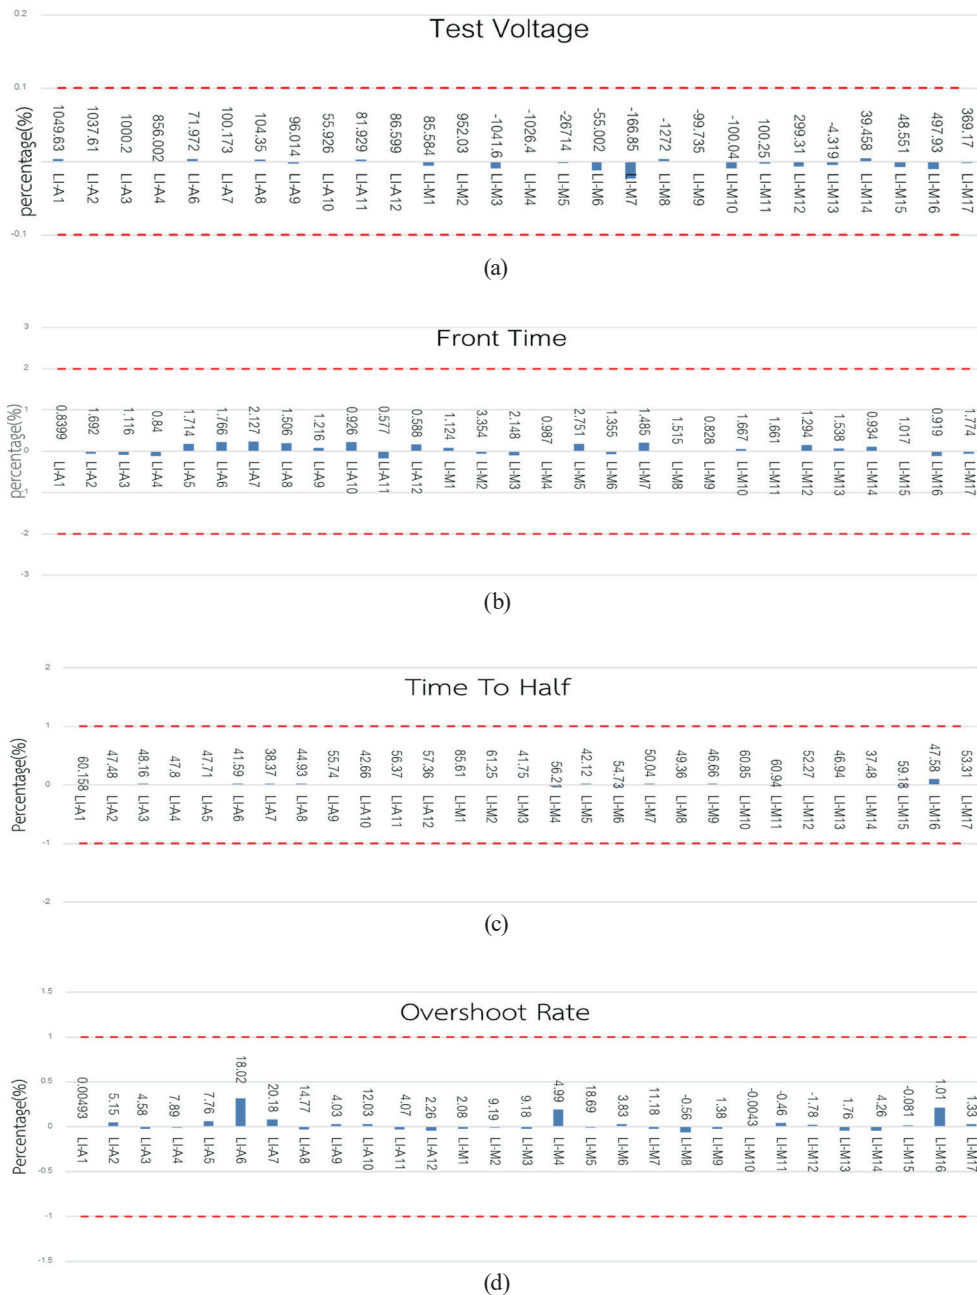 0.2
Test Voltage
0.1
percentage(%)
-0.1
1049.63 1037.61 1000.2 856.002 71.972 100.173 104.35 96.014 55.926 81.929 86.599 85.584 952.03 -1041.6 -1026.4 -26714 -55.002 -166.85 -1272 -99.735 -100.04 100.25 299.31 -4.319 39.458 48.551 497.93 369.17
LI-A1 LI-A2 LI-A3 LI-A4 LI-A6 LI-A7 LI-A8 LI-A9 LI-A10 LI-A11 LI-A12 LI-M1 LI-M2 LI-M3 LI-M4 LI-M5 LI-M6 LI-M7 LI-M8 LI-M9 LI-M10 LI-M11 LI-M12 LI-M13 LI-M14 LI-M15 LI-M16 LI-M17
(a)
3
Front Time
2
1
0
-1
-2
-3
percentage(%)
0.8399 1.692 1.116 0.84 1.714 1.766 2.127 1.506 1.216 0.926 0.577 0.588 1.124 3.354 2.148 0.987 2.751 1.355 1.485 1.515 0.828 1.667 1.661 1.294 1.538 0.934 1.017 0.919 1.774
LI-A1 LI-A2 LI-A3 LI-A4 LI-A5 LI-A6 LI-A7 LI-A8 LI-A9 LI-A10 LI-A11 LI-A12 LI-M1 LI-M2 LI-M3 LI-M4 LI-M5 LI-M6 LI-M7 LI-M8 LI-M9 LI-M10 LI-M11 LI-M12 LI-M13 LI-M14 LI-M15 LI-M16 LI-M17
(b)
2
Time To Half
1
0
-1
-2
Percentage(%)
60.158 47.48 48.16 47.8 47.71 41.59 38.37 44.93 55.74 42.66 56.37 57.36 85.61 61.25 41.75 56.21 42.12 54.73 50.04 49.36 46.66 60.85 60.94 52.27 46.94 37.48 59.18 47.58 53.31
LI-A1 LI-A2 LI-A3 LI-A4 LI-A5 LI-A6 LI-A7 LI-A8 LI-A9 LI-A10 LI-A11 LI-A12 LI-M1 LI-M2 LI-M3 LI-M4 LI-M5 LI-M6 LI-M7 LI-M8 LI-M9 LI-M10 LI-M11 LI-M12 LI-M13 LI-M14 LI-M15 LI-M16 LI-M17
(c)
1.5
Overshoot Rate
1
0.5
0
-0.5
-1
-1.5
Percentage(%)
0.00493 5.15 4.58 7.89 7.76 18.02 20.18 14.77 4.03 12.03 4.07 2.26 2.08 9.19 9.18 4.99 18.69 3.83 11.18 -0.56 1.38 -0.0043 -0.46 -1.78 1.76 4.26 -0.081 1.01 1.33
LI-A1 LI-A2 LI-A3 LI-A4 LI-A5 LI-A6 LI-A7 LI-A8 LI-A9 LI-A10 LI-A11 LI-A12 LI-M1 LI-M2 LI-M3 LI-M4 LI-M5 LI-M6 LI-M7 LI-M8 LI-M9 LI-M10 LI-M11 LI-M12 LI-M13 LI-M14 LI-M15 LI-M16 LI-M17
(d)